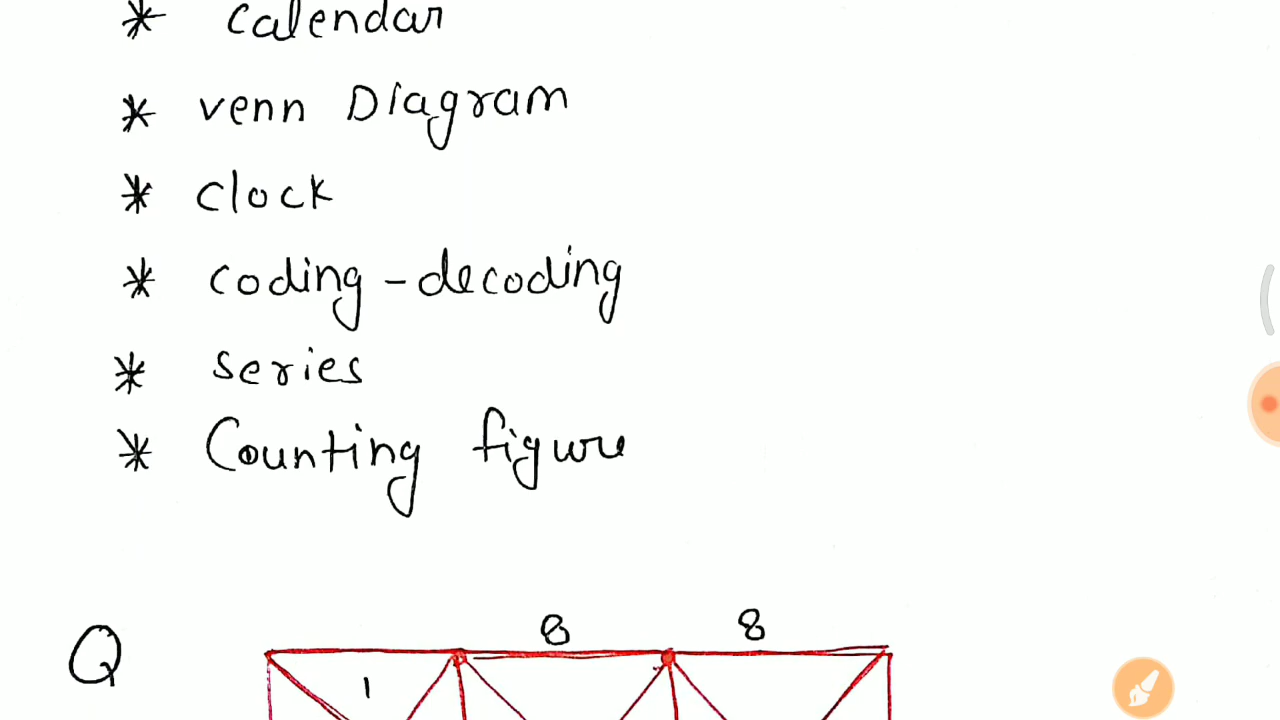 * Calendar
* venn Diagram
* clock
* coding-decoding
* series
* Counting figure
Q
8 8
1